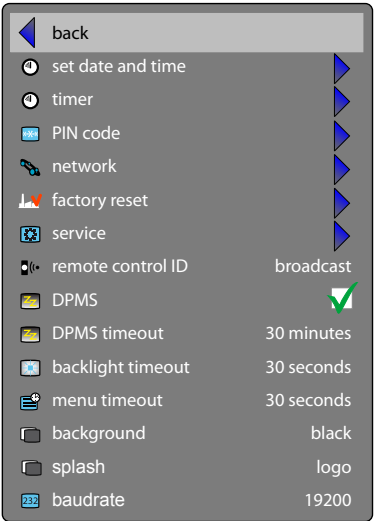 back
set date and time
timer
PIN code
network
factory reset
service
remote control ID broadcast
DPMS
DPMS timeout 30 minutes
backlight timeout 30 seconds
menu timeout 30 seconds
background black
splash logo
232 baudrate 19200